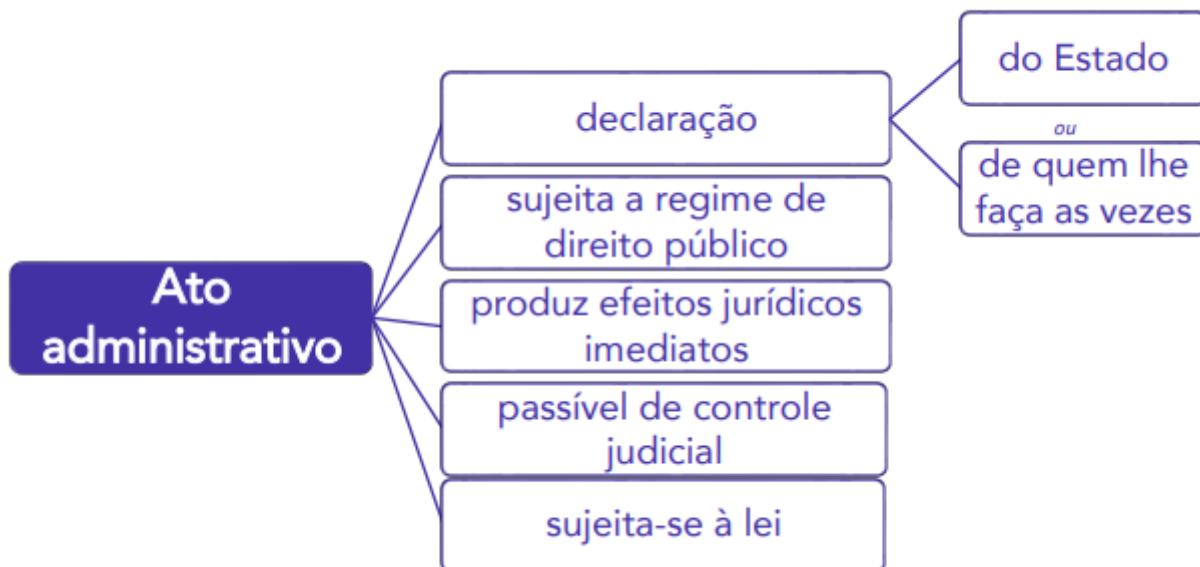 Ato
administrativo
declaração
do Estado
ou
de quem lhe
faça as vezes
sujeita a regime de
direito público
produz efeitos jurídicos
imediatos
passível de controle
judicial
sujeita-se à lei